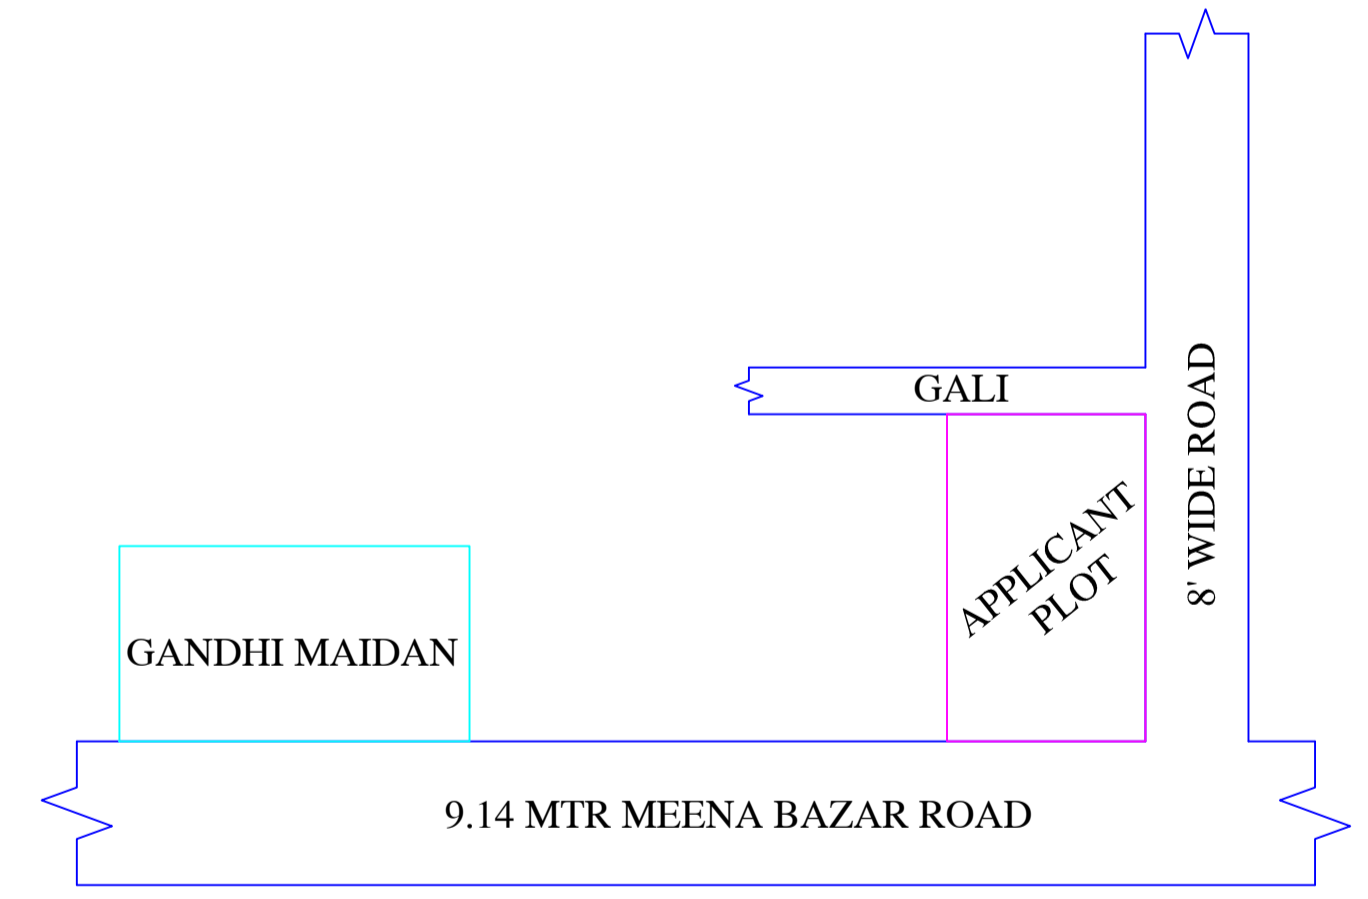 GALI
8' WIDE ROAD
APPLICANT
PLOT
GANDHI MAIDAN
9.14 MTR MEENA BAZAR ROAD